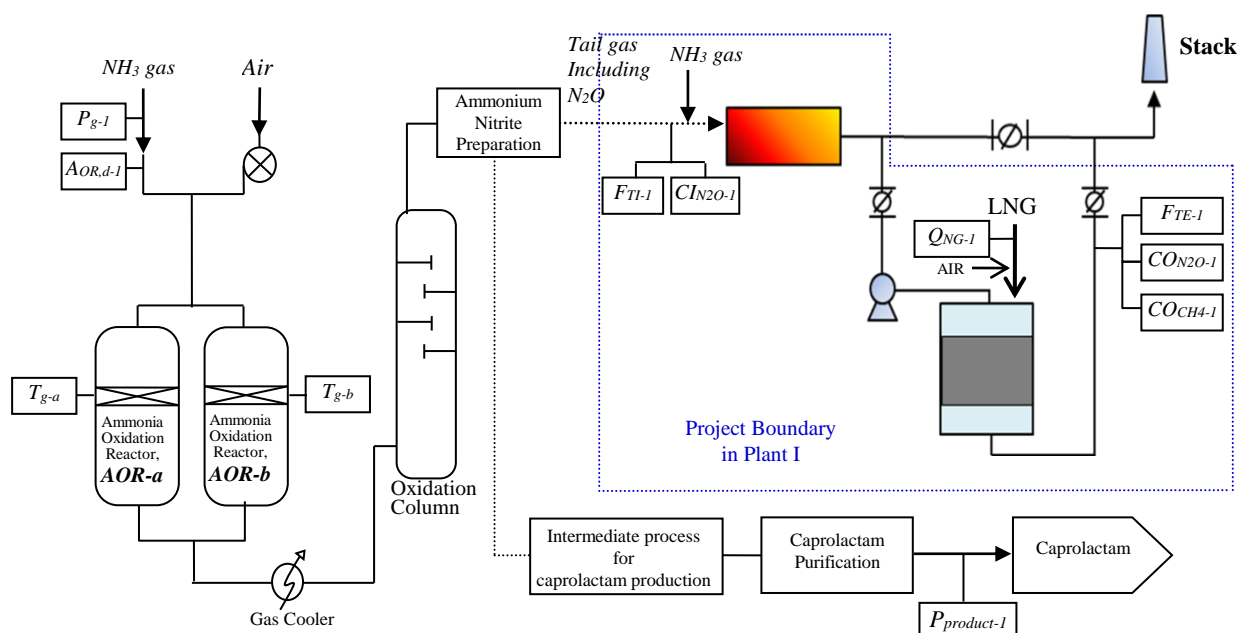 NH3 gas
Air
Pg-1
AOR,d-1
Tg-a
Ammonia
Oxidation
Reactor,
AOR-a
Ammonia
Oxidation
Reactor,
AOR-b
Tg-b
Gas Cooler
Oxidation
Column
Ammonium
Nitrite
Preparation
Tail gas
Including
N2O
NH3 gas
FTI-1
CIN2O-1
Stack
LNG
QNG-1
AIR
FTE-1
CON2O-1
COCH4-1
Project Boundary
in Plant I
Intermediate process
for
caprolactam production
Caprolactam
Purification
Caprolactam
Pproduct-1